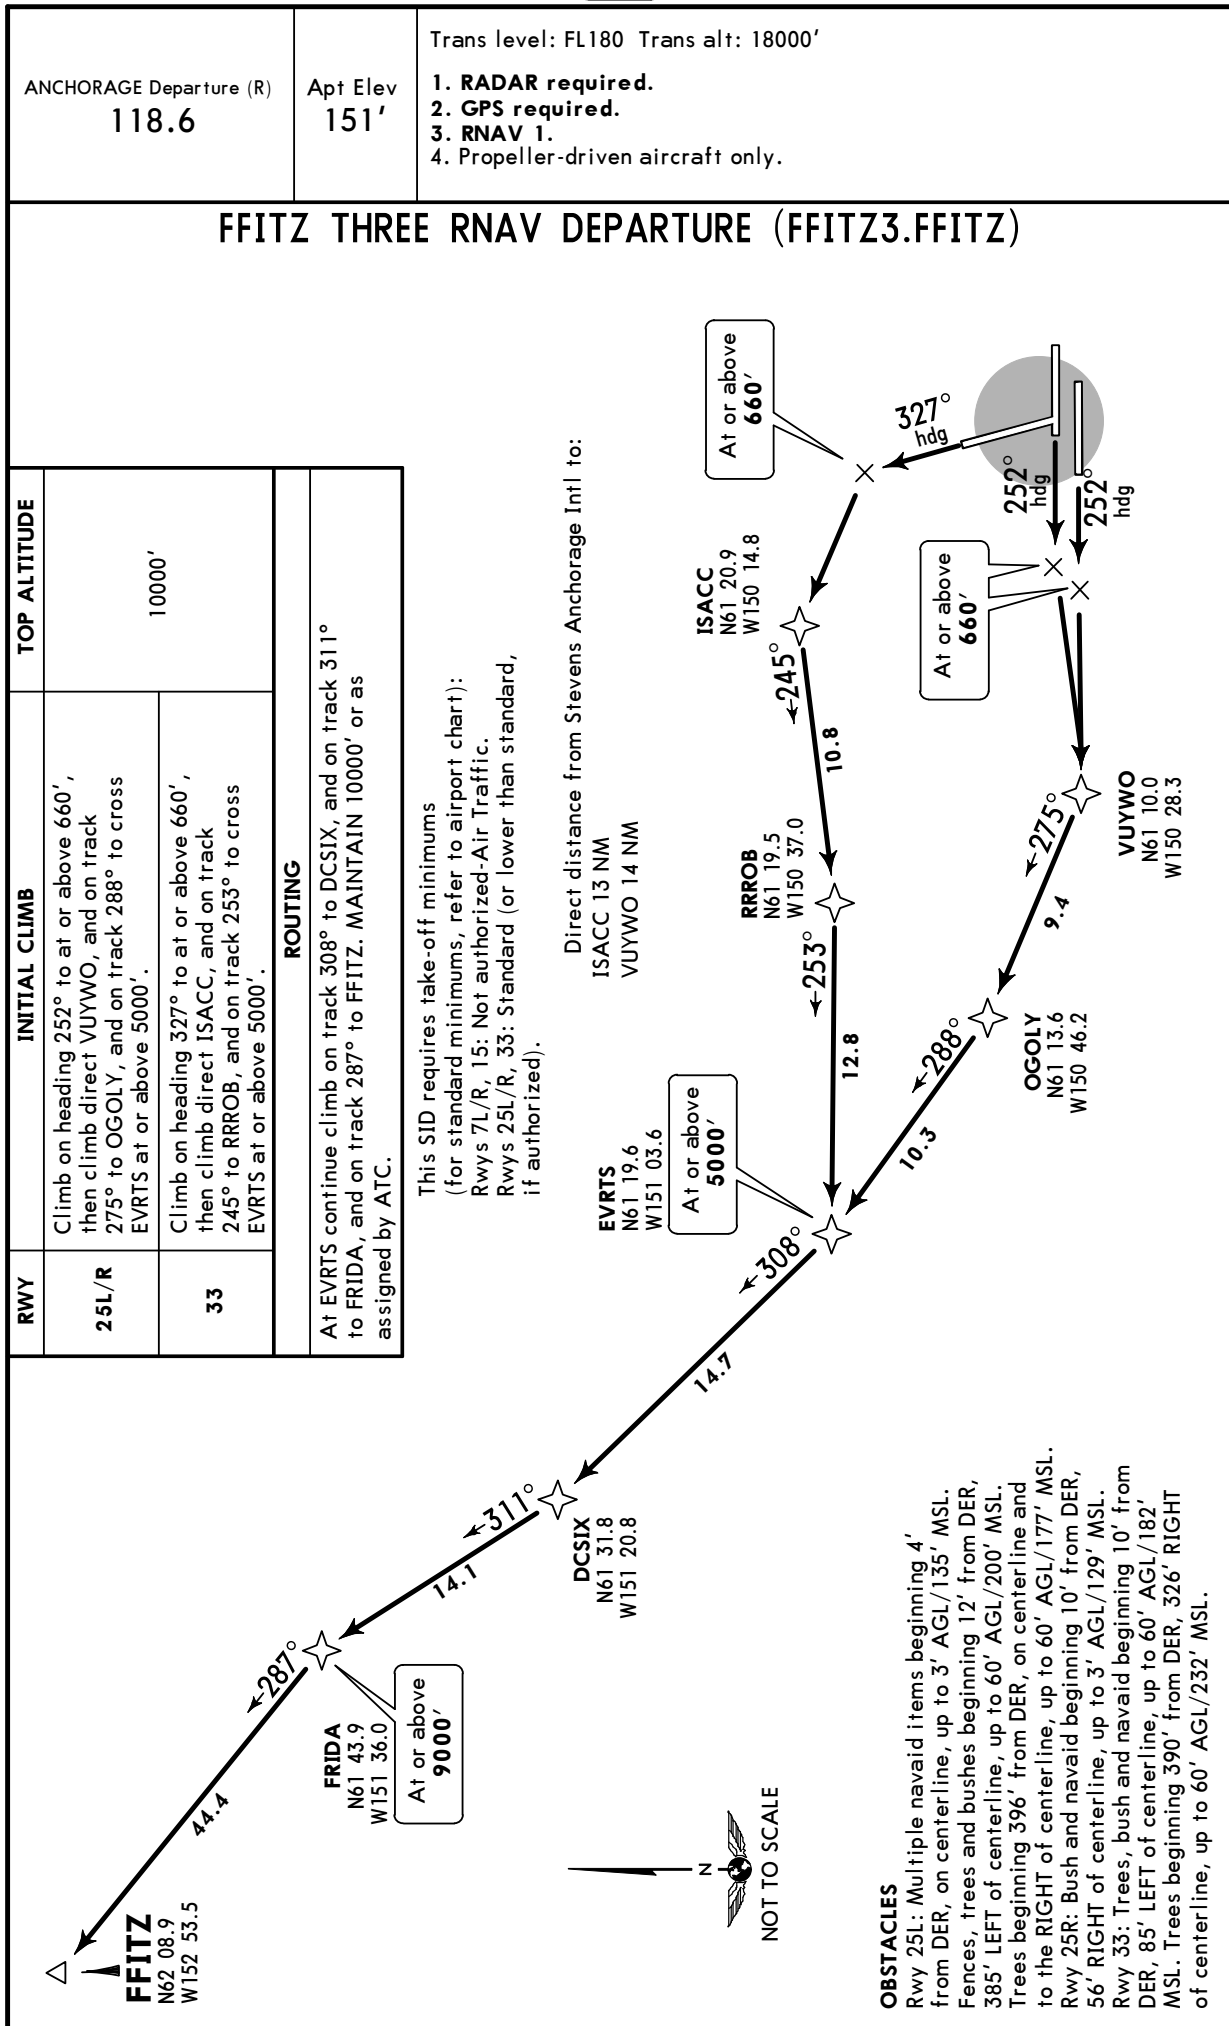 ANCHORAGE Departure (R)
118.6
Apt Elev
151'
Trans level: FL180 Trans alt: 18000'
1. RADAR required.
2. GPS required.
3. RNAV 1.
4. Propeller-driven aircraft only.
FFITZ THREE RNAV DEPARTURE (FFITZ3.FFITZ)
RWY
INITIAL CLIMB
TOP ALTITUDE
25L/R
Climb on heading 252° to at or above 660',
then climb direct VUYWO, and on track
275° to OGOLY, and on track 288° to cross
EVRTS at or above 5000'.
10000'
33
Climb on heading 327° to at or above 660',
then climb direct ISACC, and on track
245° to RRROB, and on track 253° to cross
EVRTS at or above 5000'.
ROUTING
At EVRTS continue climb on track 308° to DCSIX, and on track 311°
to FRIDA, and on track 287° to FFITZ. MAINTAIN 10000' or as
assigned by ATC.
This SID requires take-off minimums
(for standard minimums, refer to airport chart):
Rwys 7L/R, 15: Not authorized-Air Traffic.
Rwys 25L/R, 33: Standard (or lower than standard,
if authorized).
Direct distance from Stevens Anchorage Intl to:
ISACC 13 NM
VUYWO 14 NM
FFITZ
N62 08.9
W152 53.5
44.4
287°
FRIDA
N61 43.9
W151 36.0
At or above
9000'
14.1
311°
DCSIX
N61 31.8
W151 20.8
14.7
308°
EVRTS
N61 19.6
W151 03.6
At or above
5000'
12.8
253°
RRROB
N61 19.5
W150 37.0
10.8
245°
ISACC
N61 20.9
W150 14.8
At or above
660'
327°
hdg
252°
hdg
252°
hdg
At or above
660'
VUYWO
N61 10.0
W150 28.3
275°
9.4
OGOLY
N61 13.6
W150 46.2
288°
10.3
N
NOT TO SCALE
OBSTACLES
Rwy 25L: Multiple navaid items beginning 4'
from DER, on centerline, up to 3' AGL/135' MSL.
Fences, trees and bushes beginning 12' from DER,
385' LEFT of centerline, up to 60' AGL/200' MSL.
Trees beginning 396' from DER, on centerline and
to the RIGHT of centerline, up to 60' AGL/177' MSL.
Rwy 25R: Bush and navaid beginning 10' from DER,
56' RIGHT of centerline, up to 3' AGL/129' MSL.
Rwy 33: Trees, bush and navaid beginning 10' from
DER, 85' LEFT of centerline, up to 60' AGL/182'
MSL. Trees beginning 390' from DER, 326' RIGHT
of centerline, up to 60' AGL/232' MSL.